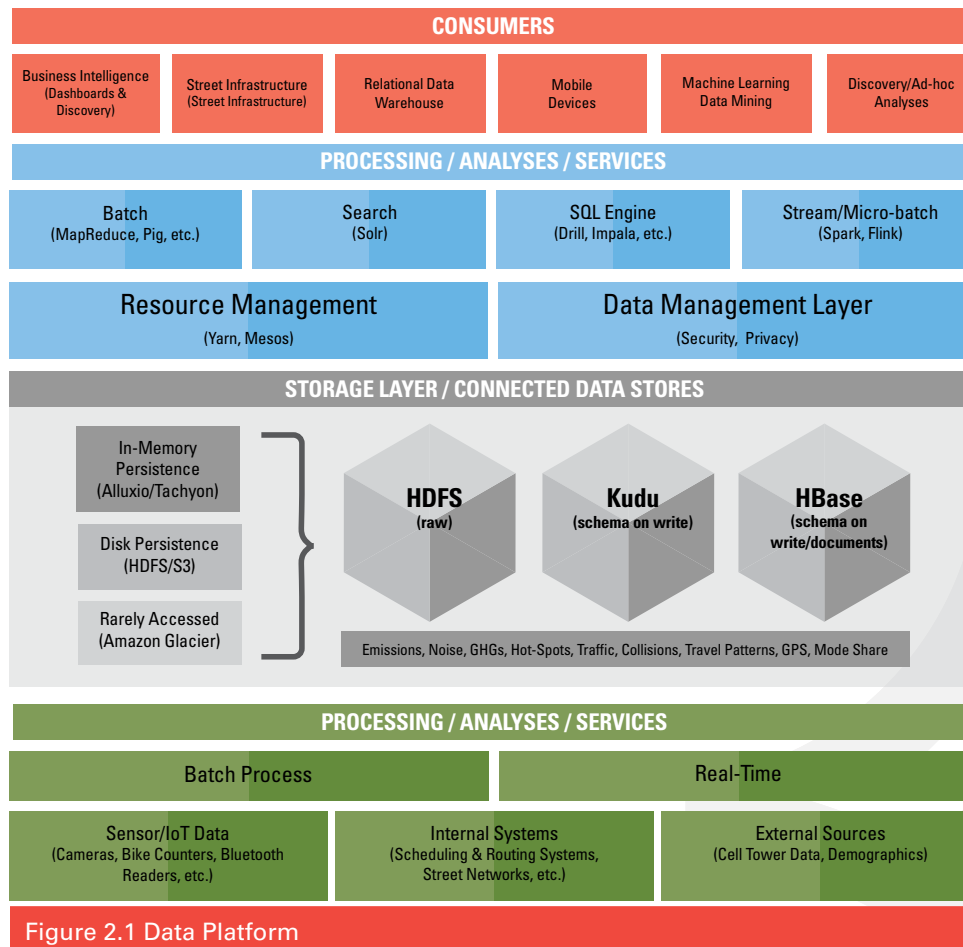 CONSUMERS
Business Intelligence
(Dashboards &
Discovery)
Street Infrastructure
(Street Infrastructure)
Relational Data
Warehouse
Mobile
Devices
Machine Learning
Data Mining
Discovery/Ad-hoc
Analyses
PROCESSING / ANALYSES / SERVICES
Batch
(MapReduce, Pig, etc.)
Search
(Solr)
SQL Engine
(Drill, Impala, etc.)
Stream/Micro-batch
(Spark, Flink)
Resource Management
(Yarn, Mesos)
Data Management Layer
(Security, Privacy)
STORAGE LAYER / CONNECTED DATA STORES
In-Memory
Persistence
(Alluxio/Tachyon)
Disk Persistence
(HDFS/S3)
Rarely Accessed
(Amazon Glacier)
HDFS
(raw)
Kudu
(schema on write)
HBase
(schema on
write/documents)
Emissions, Noise, GHGs, Hot-Spots, Traffic, Collisions, Travel Patterns, GPS, Mode Share
PROCESSING / ANALYSES / SERVICES
Batch Process
Real-Time
Sensor/IoT Data
(Cameras, Bike Counters, Bluetooth
Readers, etc.)
Internal Systems
(Scheduling & Routing Systems,
Street Networks, etc.)
External Sources
(Cell Tower Data, Demographics)
Figure 2.1 Data Platform